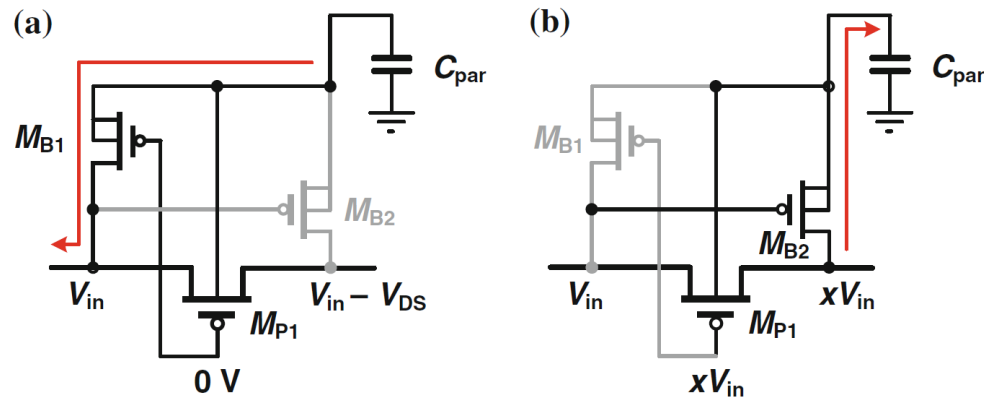 (a)
C_par
M_B1
M_B2
V_in
V_in – V_DS
M_P1
0 V
(b)
C_par
M_B1
M_B2
V_in
xV_in
M_P1
xV_in